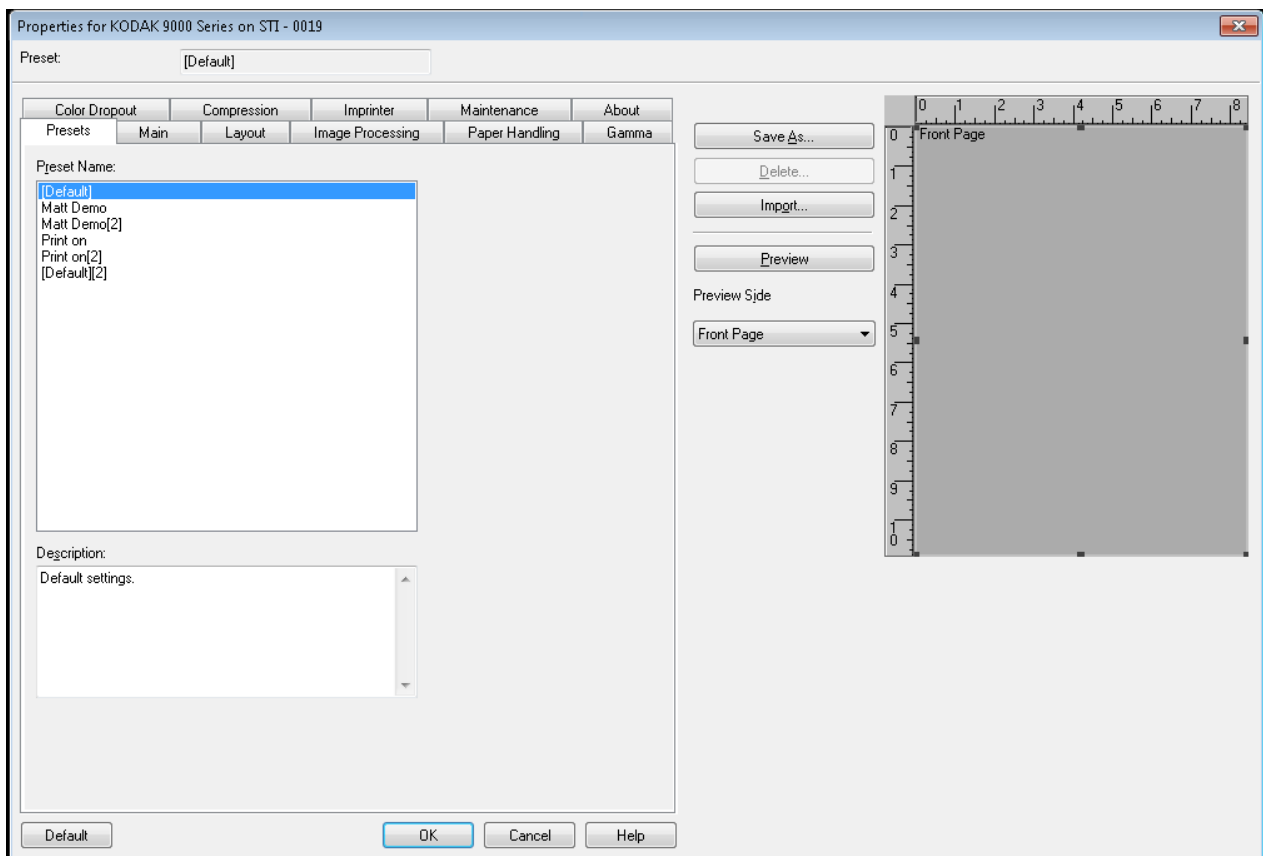 Properties for KODAK 9000 Series on STI - 0019
Preset:
[Default]
Color Dropout
Compression
Imprinter
Maintenance
About
Presets
Main
Layout
Image Processing
Paper Handling
Gamma
Preset Name:
[Default]
Matt Demo
Matt Demo[2]
Print on
Print on[2]
[Default][2]
Description:
Default settings.
Save As...
Delete...
Import...
Preview
Preview Side
Front Page
0 1 2 3 4 5 6 7 8
Front Page
0
1
2
3
4
5
6
7
8
9
10
Default
OK
Cancel
Help